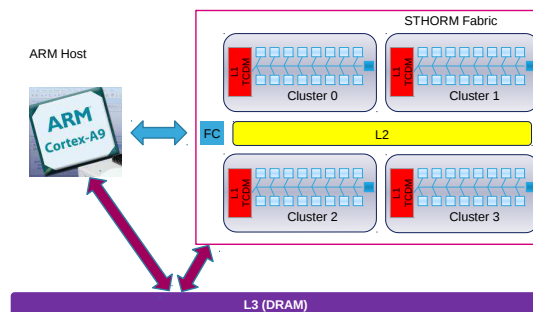 STHORM Fabric
ARM Host
L1
TCDM
Cluster 0
L1
TCDM
Cluster 1
ARM
Cortex-A9
FC
L2
L1
TCDM
Cluster 2
L1
TCDM
Cluster 3
L3 (DRAM)